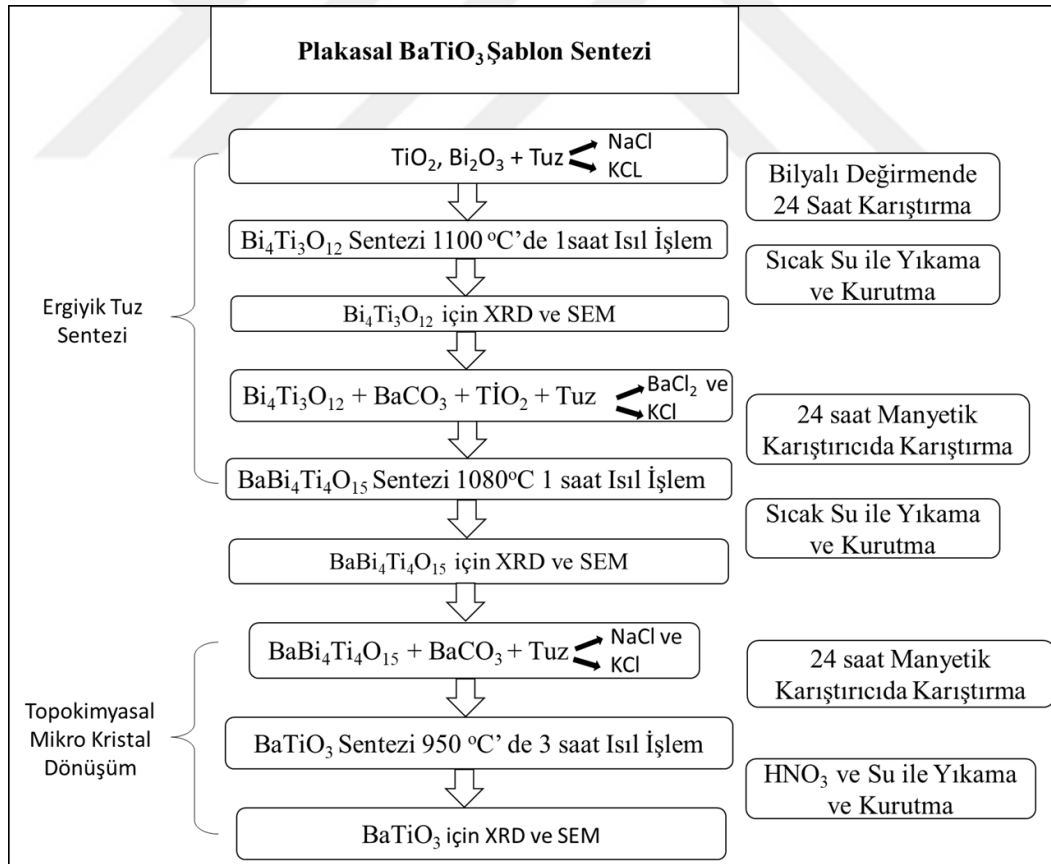 Plakasal BaTiO₃ Şablon Sentezi
TiO₂, Bi₂O₃ + Tuz
NaCl
KCL
Bilyalı Değirmende
24 Saat Karıştırma
Bi₄Ti₃O₁₂ Sentezi 1100 ᵒC’de 1saat Isıl İşlem
Sıcak Su ile Yıkama
ve Kurutma
Ergiyik Tuz
Sentezi
Bi₄Ti₃O₁₂ için XRD ve SEM
Bi₄Ti₃O₁₂ + BaCO₃ + TİO₂ + Tuz
BaCl₂ ve
KCl
24 saat Manyetik
Karıştırıcıda Karıştırma
BaBi₄Ti₄O₁₅ Sentezi 1080ᵒC 1 saat Isıl İşlem
Sıcak Su ile Yıkama
ve Kurutma
BaBi₄Ti₄O₁₅ için XRD ve SEM
BaBi₄Ti₄O₁₅ + BaCO₃ + Tuz
NaCl ve
KCl
24 saat Manyetik
Karıştırıcıda Karıştırma
Topokimyasal
Mikro Kristal
Dönüşüm
BaTiO₃ Sentezi 950 ᵒC’ de 3 saat Isıl İşlem
HNO₃ ve Su ile Yıkama
ve Kurutma
BaTiO₃ için XRD ve SEM